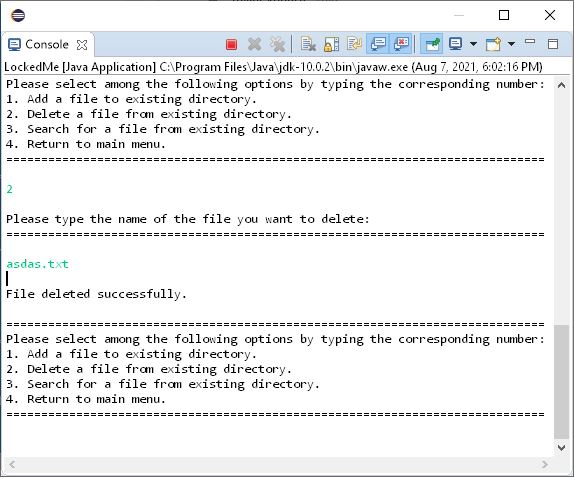 Console
LockedMe [Java Application] C:\Program Files\Java\jdk-10.0.2\bin\javaw.exe (Aug 7, 2021, 6:02:16 PM)
Please select among the following options by typing the corresponding number:
1. Add a file to existing directory.
2. Delete a file from existing directory.
3. Search for a file from existing directory.
4. Return to main menu.
=============================================================================
2
Please type the name of the file you want to delete:
=============================================================================
asdas.txt
File deleted successfully.
=============================================================================
Please select among the following options by typing the corresponding number:
1. Add a file to existing directory.
2. Delete a file from existing directory.
3. Search for a file from existing directory.
4. Return to main menu.
=============================================================================